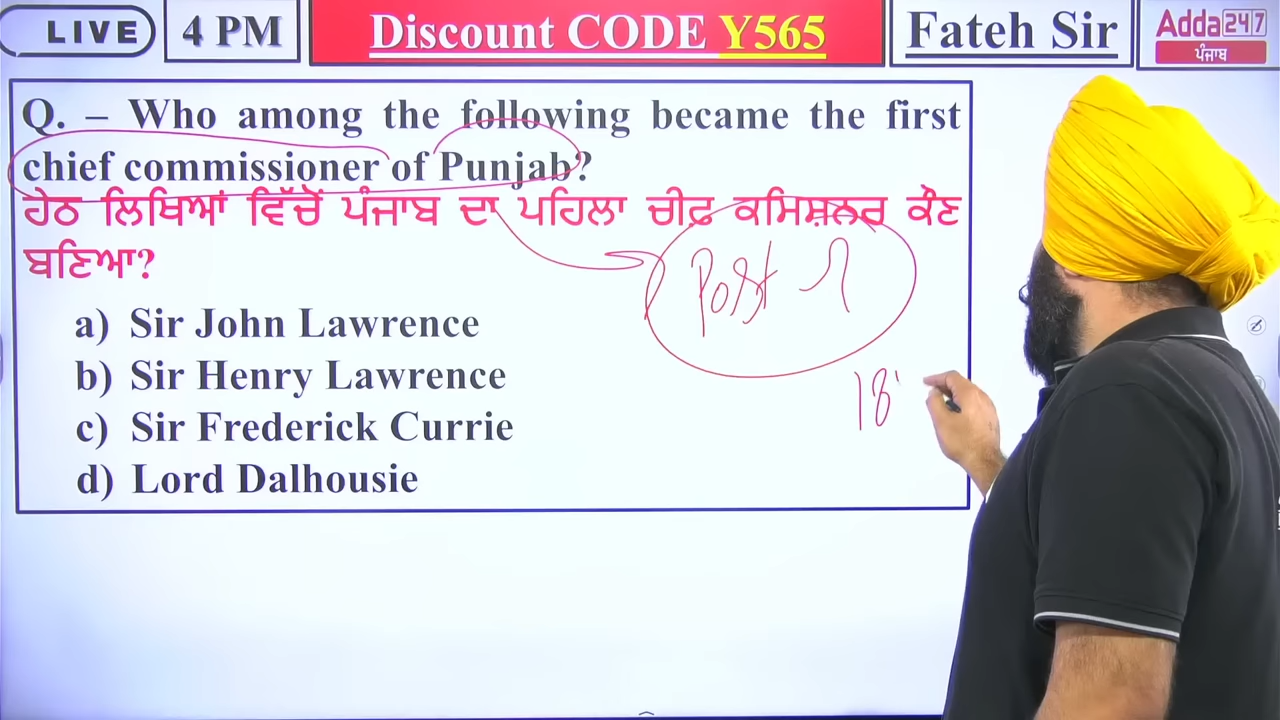 LIVE
4 PM
Discount CODE Y565
Fateh Sir
Adda247
ਪੰਜਾਬ
Q. – Who among the following became the first
chief commissioner of Punjab?
ਹੇਠ ਲਿਖਿਆਂ ਵਿੱਚੋਂ ਪੰਜਾਬ ਦਾ ਪਹਿਲਾ ਚੀਫ਼ ਕਮਿਸ਼ਨਰ ਕੌਣ
ਬਣਿਆ?
Post
18
a) Sir John Lawrence
b) Sir Henry Lawrence
c) Sir Frederick Currie
d) Lord Dalhousie